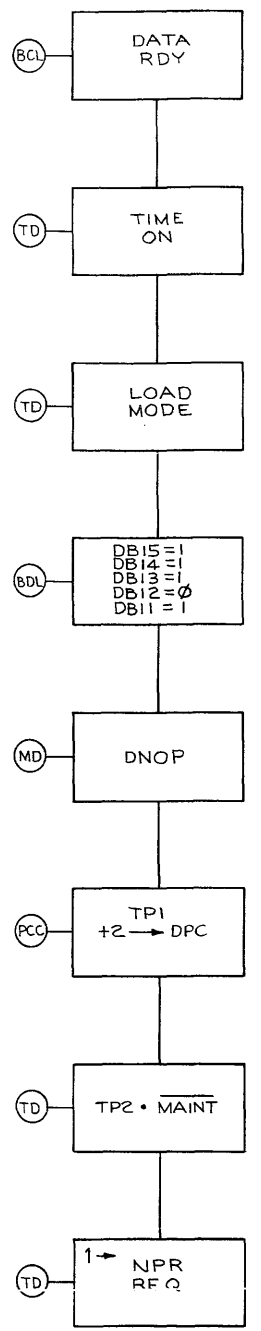 BCL
DATA
RDY
TD
TIME
ON
TD
LOAD
MODE
BDL
DB15=1
DB14=1
DB13=1
DB12=Ø
DB11=1
MD
DNOP
PCC
TP1
+2 → DPC
TD
TP2 • M̅A̅I̅N̅T̅
TD
1→
NPR
REQ